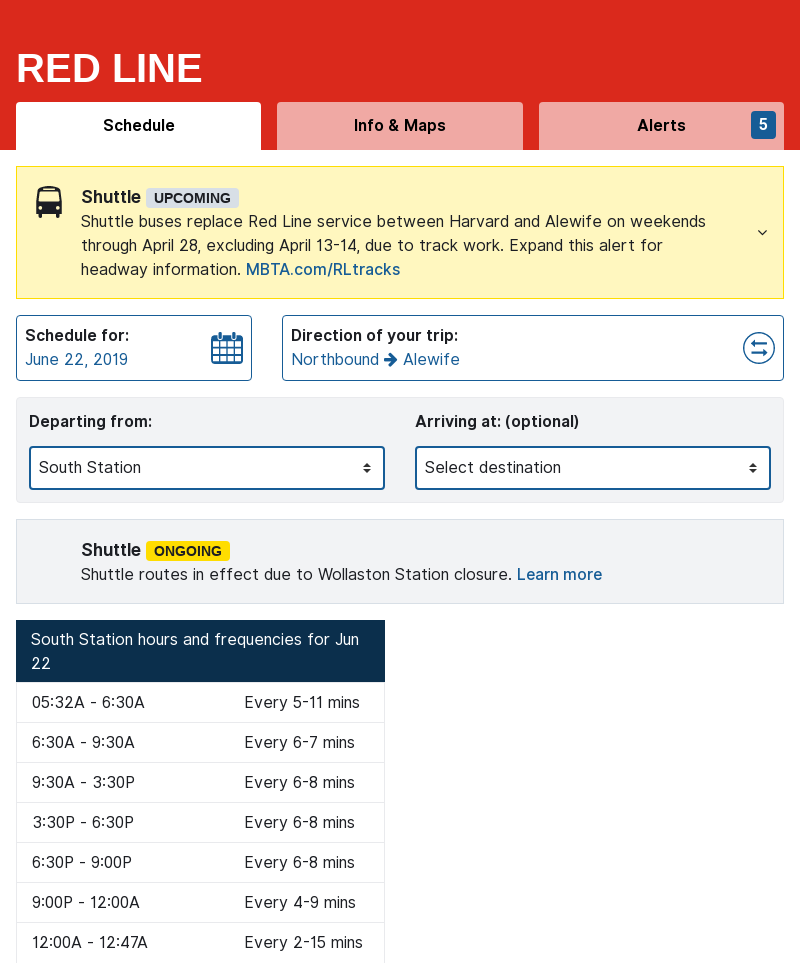 RED LINE
Schedule
Info & Maps
Alerts
5
Shuttle UPCOMING
Shuttle buses replace Red Line service between Harvard and Alewife on weekends
through April 28, excluding April 13-14, due to track work. Expand this alert for
headway information. MBTA.com/RLtracks
Schedule for:
June 22, 2019
Direction of your trip:
Northbound Alewife
Departing from:
South Station
Arriving at: (optional)
Select destination
Shuttle ONGOING
Shuttle routes in effect due to Wollaston Station closure. Learn more
South Station hours and frequencies for Jun
22
05:32A - 6:30A Every 5-11 mins
6:30A - 9:30A Every 6-7 mins
9:30A - 3:30P Every 6-8 mins
3:30P - 6:30P Every 6-8 mins
6:30P - 9:00P Every 6-8 mins
9:00P - 12:00A Every 4-9 mins
12:00A - 12:47A Every 2-15 mins